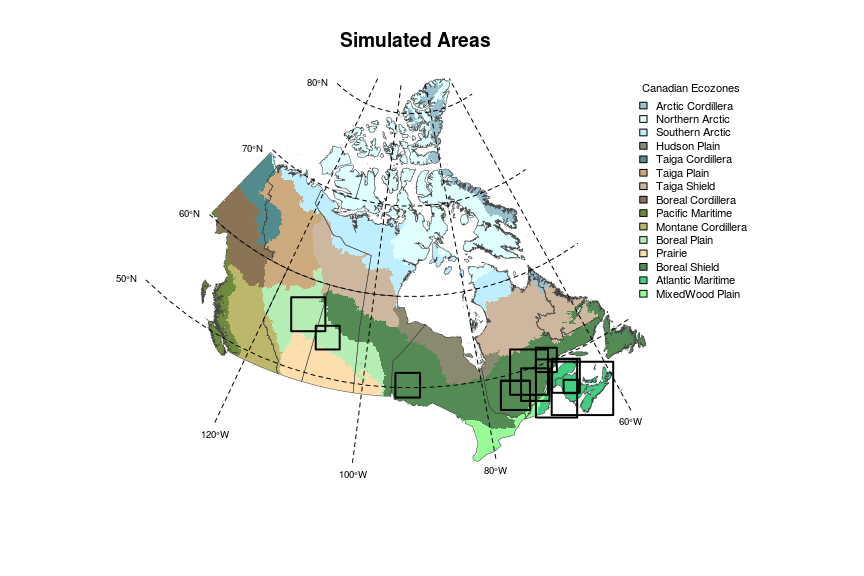 Simulated Areas
80°N
70°N
60°N
50°N
120°W
100°W
80°W
60°W
Canadian Ecozones
Arctic Cordillera
Northern Arctic
Southern Arctic
Hudson Plain
Taiga Cordillera
Taiga Plain
Taiga Shield
Boreal Cordillera
Pacific Maritime
Montane Cordillera
Boreal Plain
Prairie
Boreal Shield
Atlantic Maritime
MixedWood Plain